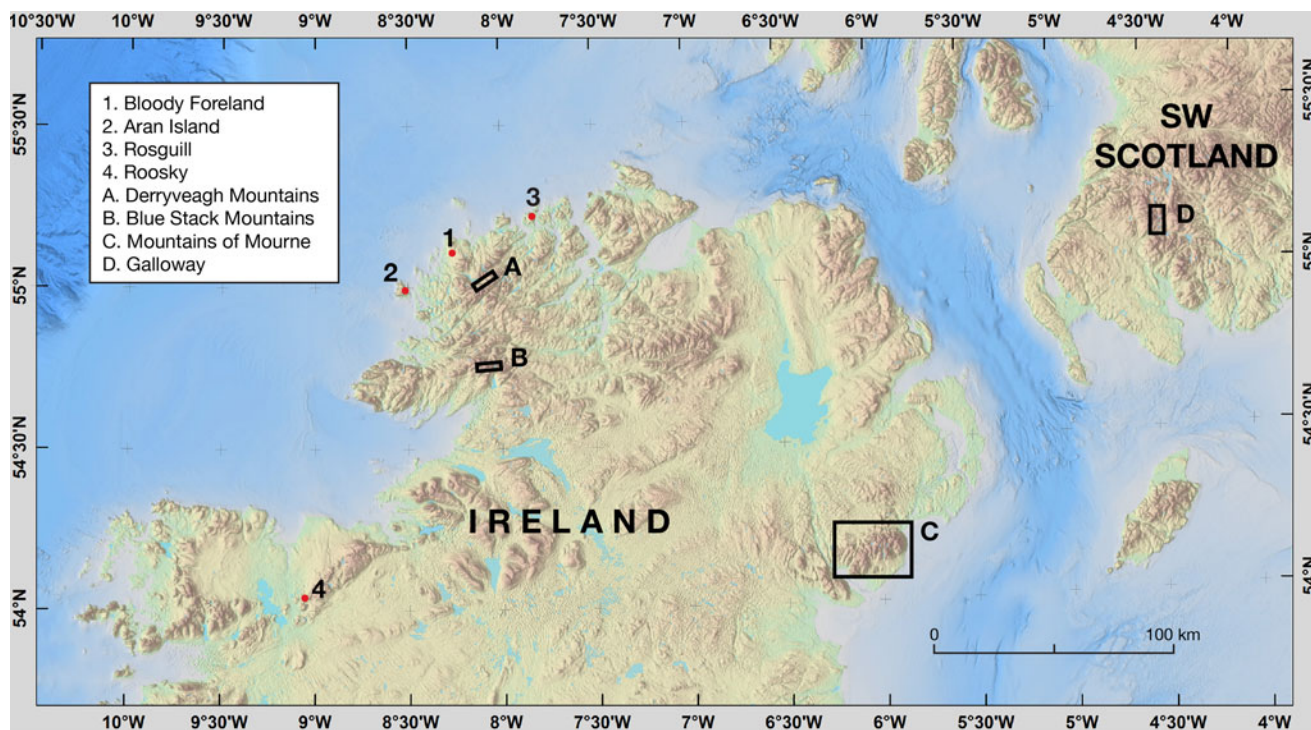 10°30'W 10°W 9°30'W 9°W 8°30'W 8°W 7°30'W 7°W 6°30'W 6°W 5°30'W 5°W 4°30'W 4°W
1. Bloody Foreland
2. Aran Island
3. Rosguill
4. Roosky
A. Derryveagh Mountains
B. Blue Stack Mountains
C. Mountains of Mourne
D. Galloway
55°30'N
55°N
54°30'N
54°N
SW
SCOTLAND
D
3
1
A
2
B
IRELAND
C
4
0 100 km
55°30'N
55°N
54°30'N
54°N
10°W 9°30'W 9°W 8°30'W 8°W 7°30'W 7°W 6°30'W 6°W 5°30'W 5°W 4°30'W 4°W